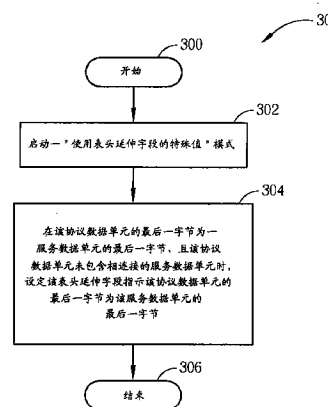 30
300
开始
302
启动一"使用表头延伸字段的特殊值"模式
304
在该协议数据单元的最后一字节为一
服务数据单元的最后一字节、且该协议
数据单元未包含相连接的服务数据单元时,
设定该表头延伸字段指示该协议数据单元的
最后一字节为该服务数据单元的
最后一字节
306
结束